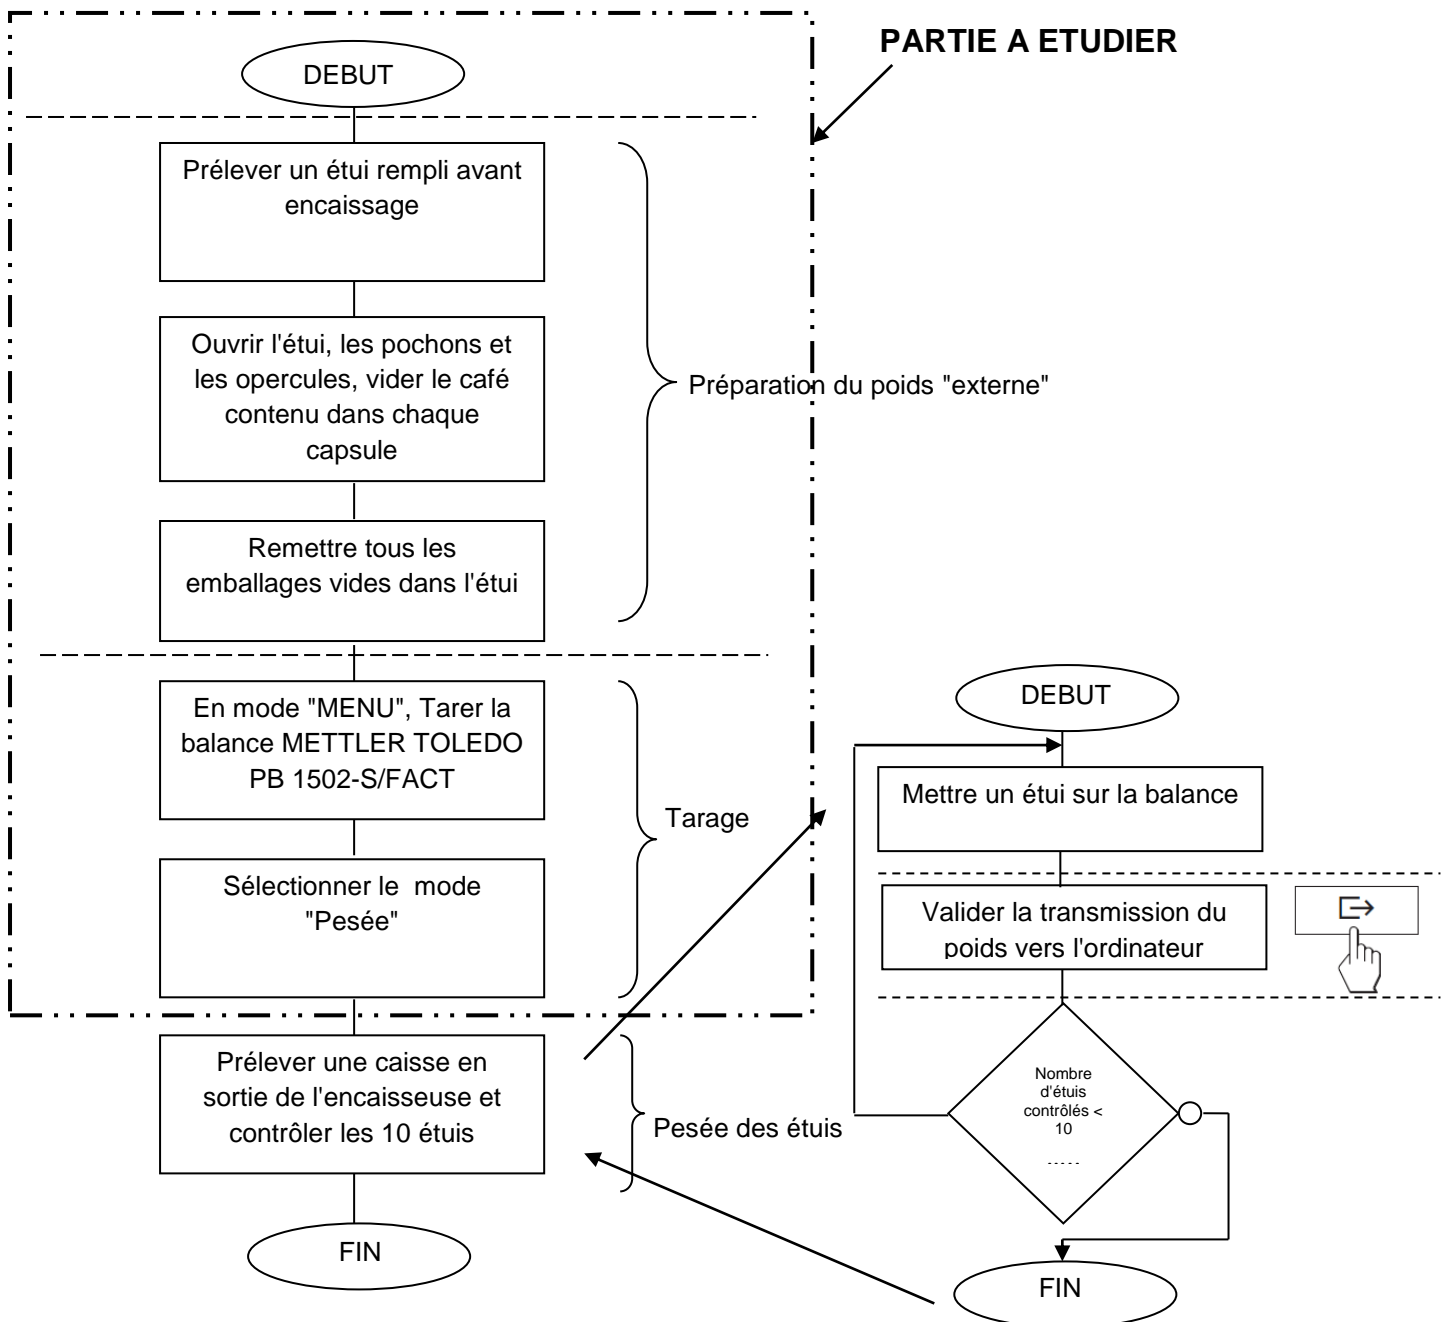 PARTIE A ETUDIER
DEBUT
Prélever un étui rempli avant
encaissage
Ouvrir l'étui, les pochons et
les opercules, vider le café
contenu dans chaque
capsule
Préparation du poids "externe"
Remettre tous les
emballages vides dans l'étui
En mode "MENU", Tarer la
balance METTLER TOLEDO
PB 1502-S/FACT
Tarage
Sélectionner le mode
"Pesée"
Prélever une caisse en
sortie de l'encaisseuse et
contrôler les 10 étuis
Pesée des étuis
FIN
DEBUT
Mettre un étui sur la balance
Valider la transmission du
poids vers l'ordinateur
Nombre
d'étuis
contrôlés <
10
FIN